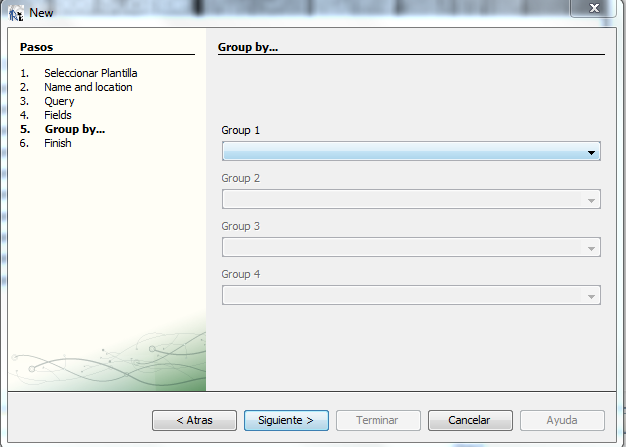 New
Pasos
1. Seleccionar Plantilla
2. Name and location
3. Query
4. Fields
5. Group by...
6. Finish
Group by...
Group 1
Group 2
Group 3
Group 4
< Atras
Siguiente >
Terminar
Cancelar
Ayuda